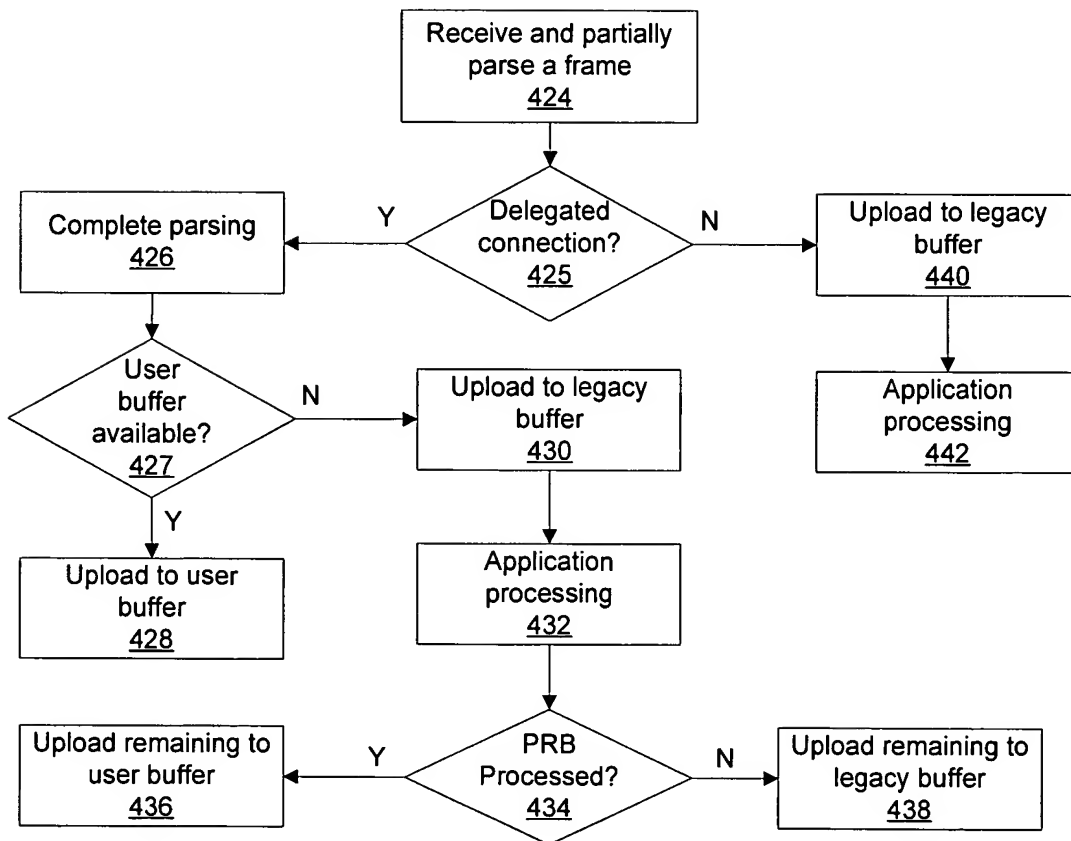 Receive and partially
parse a frame
424
Delegated
connection?
425
Y
N
Complete parsing
426
Upload to legacy
buffer
440
User
buffer
available?
427
N
Y
Upload to legacy
buffer
430
Application
processing
442
Upload to user
buffer
428
Application
processing
432
PRB
Processed?
434
Y
N
Upload remaining to
user buffer
436
Upload remaining to
legacy buffer
438